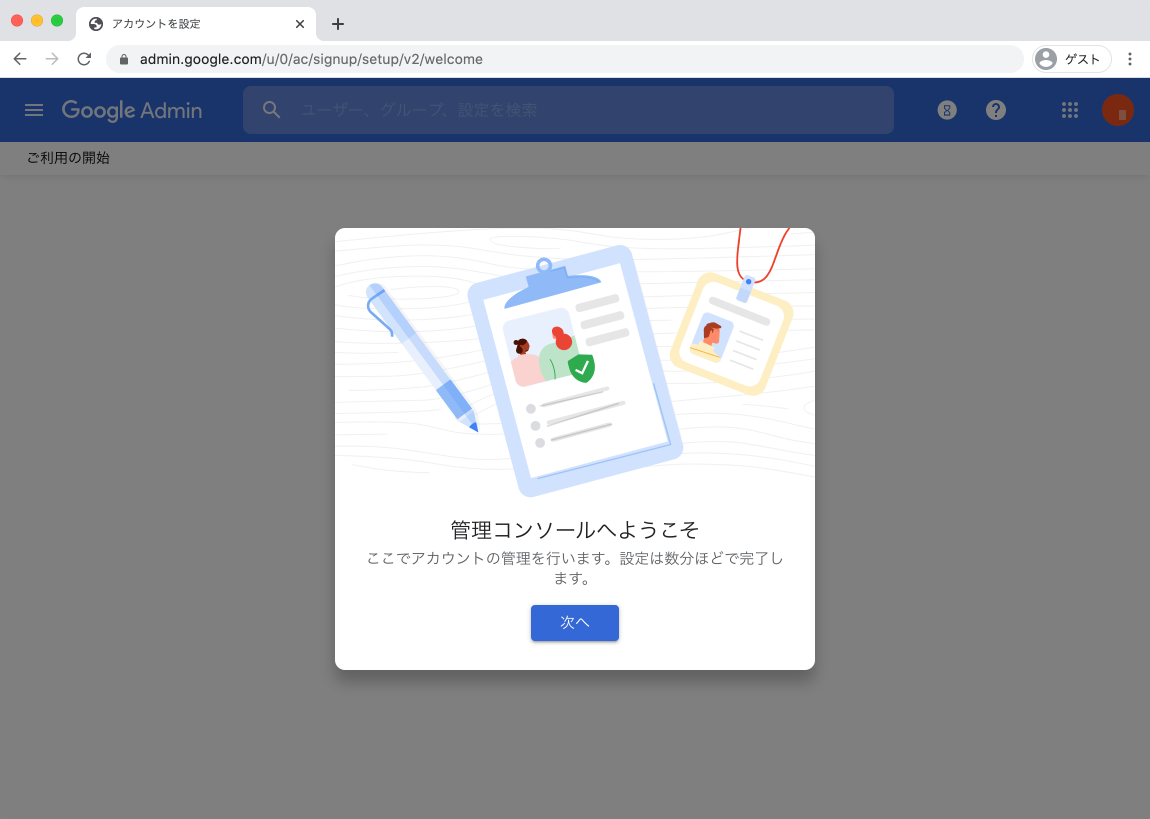 アカウントを設定
admin.google.com/u/0/ac/signup/setup/v2/welcome
ゲスト
Google Admin
ユーザー、グループ、設定を検索
ご利用の開始
管理コンソールへようこそ
ここでアカウントの管理を行います。設定は数分ほどで完了し
ます。
次へ